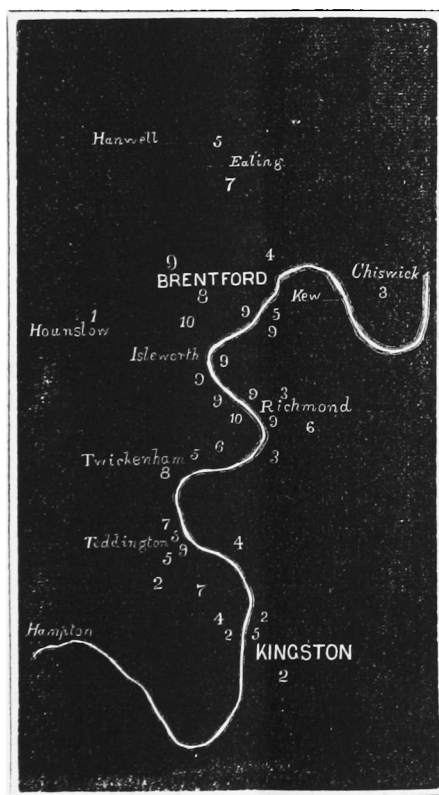 Hanwell 5
Ealing
7
9 4
BRENTFORD Chiswick
8 Kew 3
1 10 9 5
Hounslow 9
Isleworth 9
9
9 9 3
10 Richmond
9 6
6
Twickenham 5 3
8
7
3 4
Teddington 9
5
2 7
4 2
Hampton 2 5
KINGSTON
2